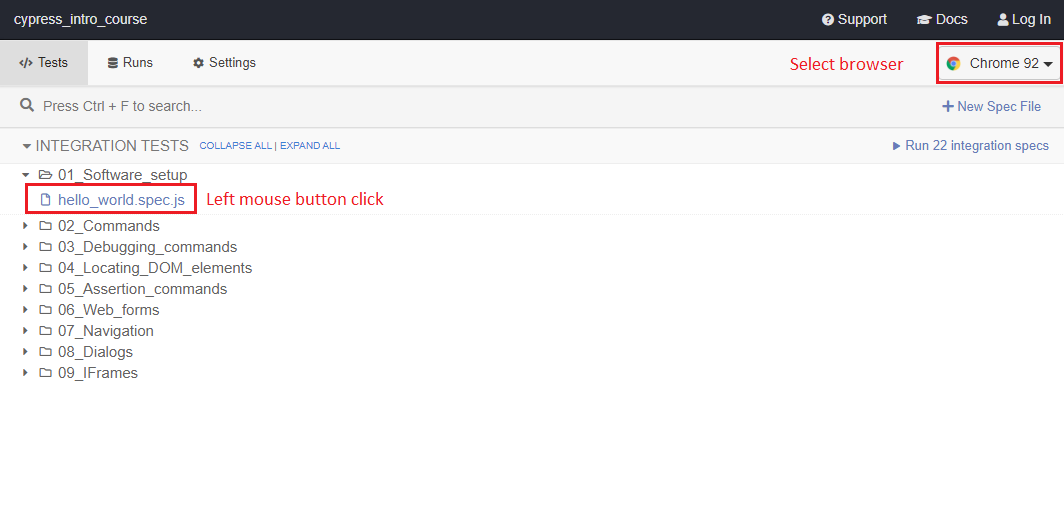 cypress_intro_course Support Docs Log In
Tests Runs Settings Select browser Chrome 92
Press Ctrl + F to search... New Spec File
INTEGRATION TESTS COLLAPSE ALL | EXPAND ALL Run 22 integration specs
01_Software_setup
hello_world.spec.js Left mouse button click
02_Commands
03_Debugging_commands
04_Locating_DOM_elements
05_Assertion_commands
06_Web_forms
07_Navigation
08_Dialogs
09_IFrames